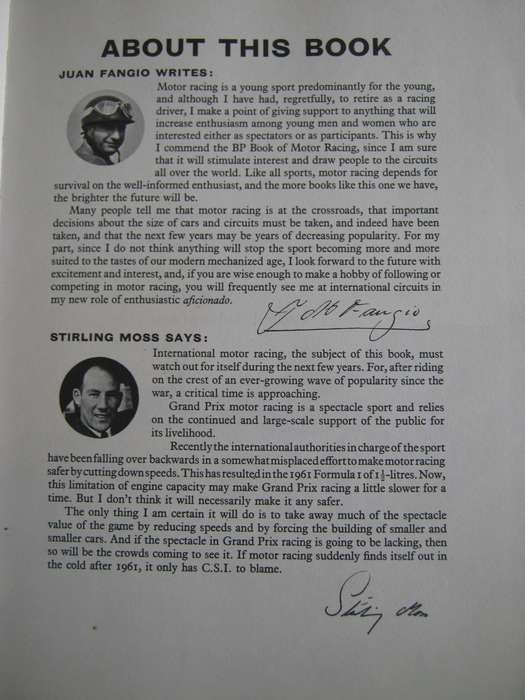 ABOUT THIS BOOK
JUAN FANGIO WRITES:
Motor racing is a young sport predominantly for the young,
and although I have had, regretfully, to retire as a racing
driver, I make a point of giving support to anything that will
increase enthusiasm among young men and women who are
interested either as spectators or as participants. This is why
I commend the BP Book of Motor Racing, since I am sure
that it will stimulate interest and draw people to the circuits
all over the world. Like all sports, motor racing depends for
survival on the well-informed enthusiast, and the more books like this one we have,
the brighter the future will be.
Many people tell me that motor racing is at the crossroads, that important
decisions about the size of cars and circuits must be taken, and indeed have been
taken, and that the next few years may be years of decreasing popularity. For my
part, since I do not think anything will stop the sport becoming more and more
suited to the tastes of our modern mechanized age, I look forward to the future with
excitement and interest, and, if you are wise enough to make a hobby of following or
competing in motor racing, you will frequently see me at international circuits in
my new role of enthusiastic aficionado.
Fangio
STIRLING MOSS SAYS:
International motor racing, the subject of this book, must
watch out for itself during the next few years. For, after riding
on the crest of an ever-growing wave of popularity since the
war, a critical time is approaching.
Grand Prix motor racing is a spectacle sport and relies
on the continued and large-scale support of the public for
its livelihood.
Recently the international authorities in charge of the sport
have been falling over backwards in a somewhat misplaced effort to make motor racing
safer by cutting down speeds. This has resulted in the 1961 Formula 1 of 1½-litres. Now,
this limitation of engine capacity may make Grand Prix racing a little slower for a
time. But I don't think it will necessarily make it any safer.
The only thing I am certain it will do is to take away much of the spectacle
value of the game by reducing speeds and by forcing the building of smaller and
smaller cars. And if the spectacle in Grand Prix racing is going to be lacking, then
so will be the crowds coming to see it. If motor racing suddenly finds itself out in
the cold after 1961, it only has C.S.I. to blame.
Stirling Moss